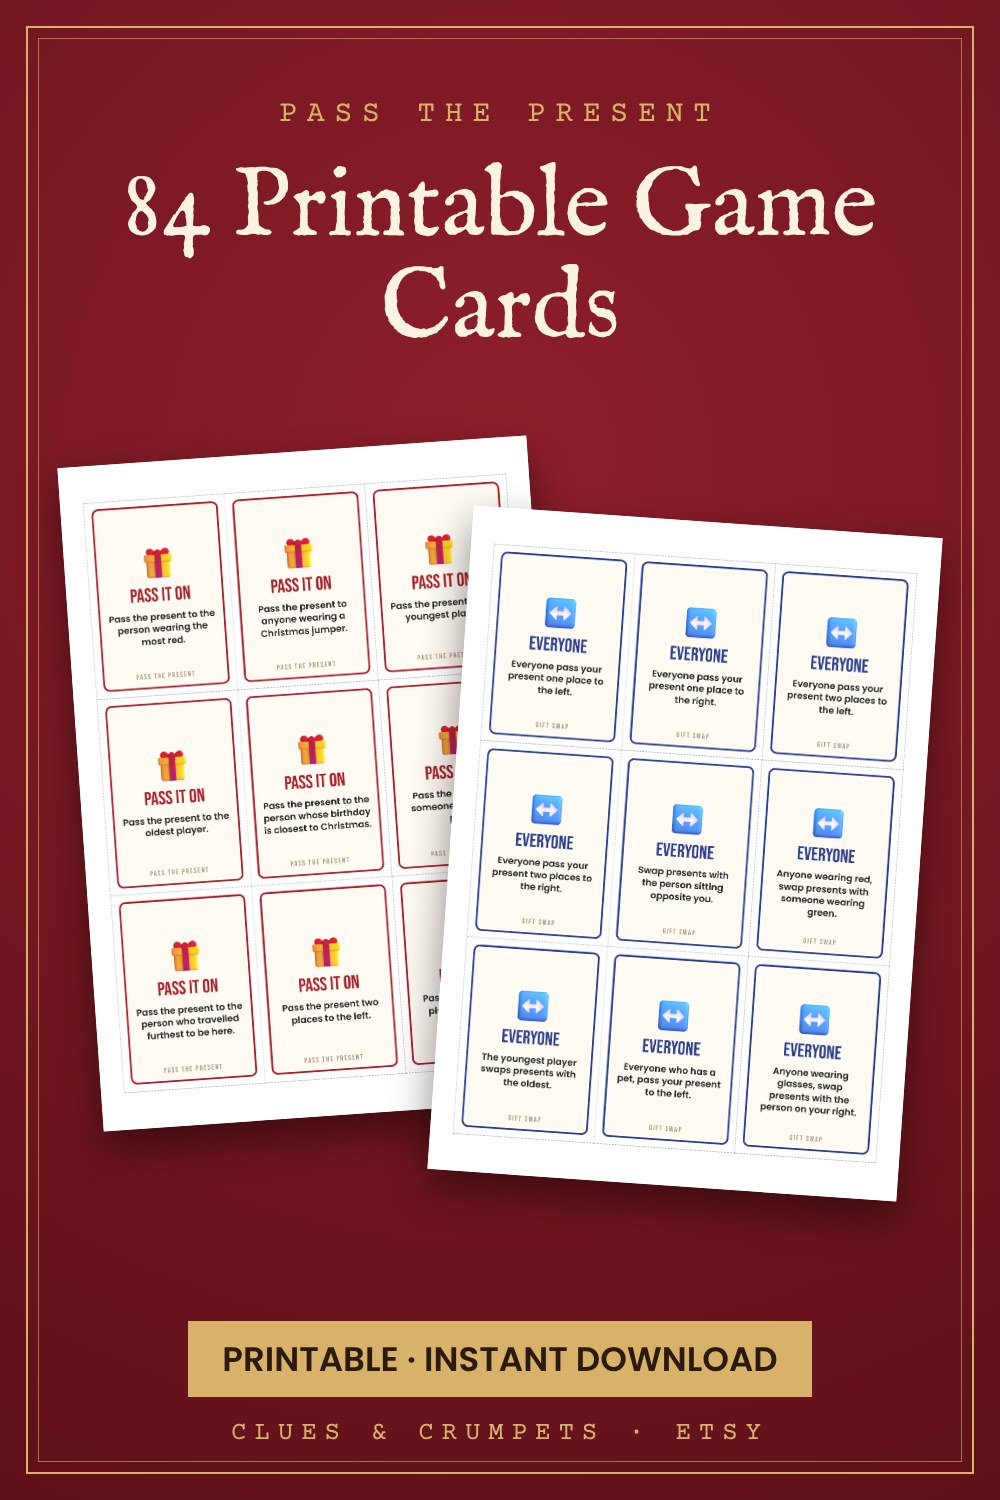 PASS THE PRESENT
84 Printable Game
Cards
PASS IT ON
Pass the present to the
person wearing the
most red.
PASS THE PRESENT
PASS IT ON
Pass the present to
anyone wearing a
Christmas jumper.
PASS THE PRESENT
PASS IT ON
Pass the present
youngest
PASS THE
PASS IT ON
Pass the present to the
oldest player.
PASS THE PRESENT
PASS IT ON
Pass the present to the
person whose birthday
is closest to Christmas.
PASS THE PRESENT
PASS
Pass the
someone
PASS
PASS IT ON
Pass the present to the
person who travelled
furthest to be here.
PASS THE PRESENT
PASS IT ON
Pass the present two
places to the left.
PASS THE PRESENT
EVERYONE
Everyone pass your
present one place to
the left.
GIFT SWAP
EVERYONE
Everyone pass your
present one place to
the right.
GIFT SWAP
EVERYONE
Everyone pass your
present two places to
the left.
GIFT SWAP
EVERYONE
Everyone pass your
present two places to
the right.
GIFT SWAP
EVERYONE
Swap presents with
the person sitting
opposite you.
GIFT SWAP
EVERYONE
Anyone wearing red,
swap presents with
someone wearing
green.
GIFT SWAP
EVERYONE
The youngest player
swaps presents with
the oldest.
GIFT SWAP
EVERYONE
Everyone who has a
pet, pass your present
to the left.
GIFT SWAP
EVERYONE
Anyone wearing
glasses, swap
presents with the
person on your right.
GIFT SWAP
PRINTABLE · INSTANT DOWNLOAD
CLUES & CRUMPETS · ETSY